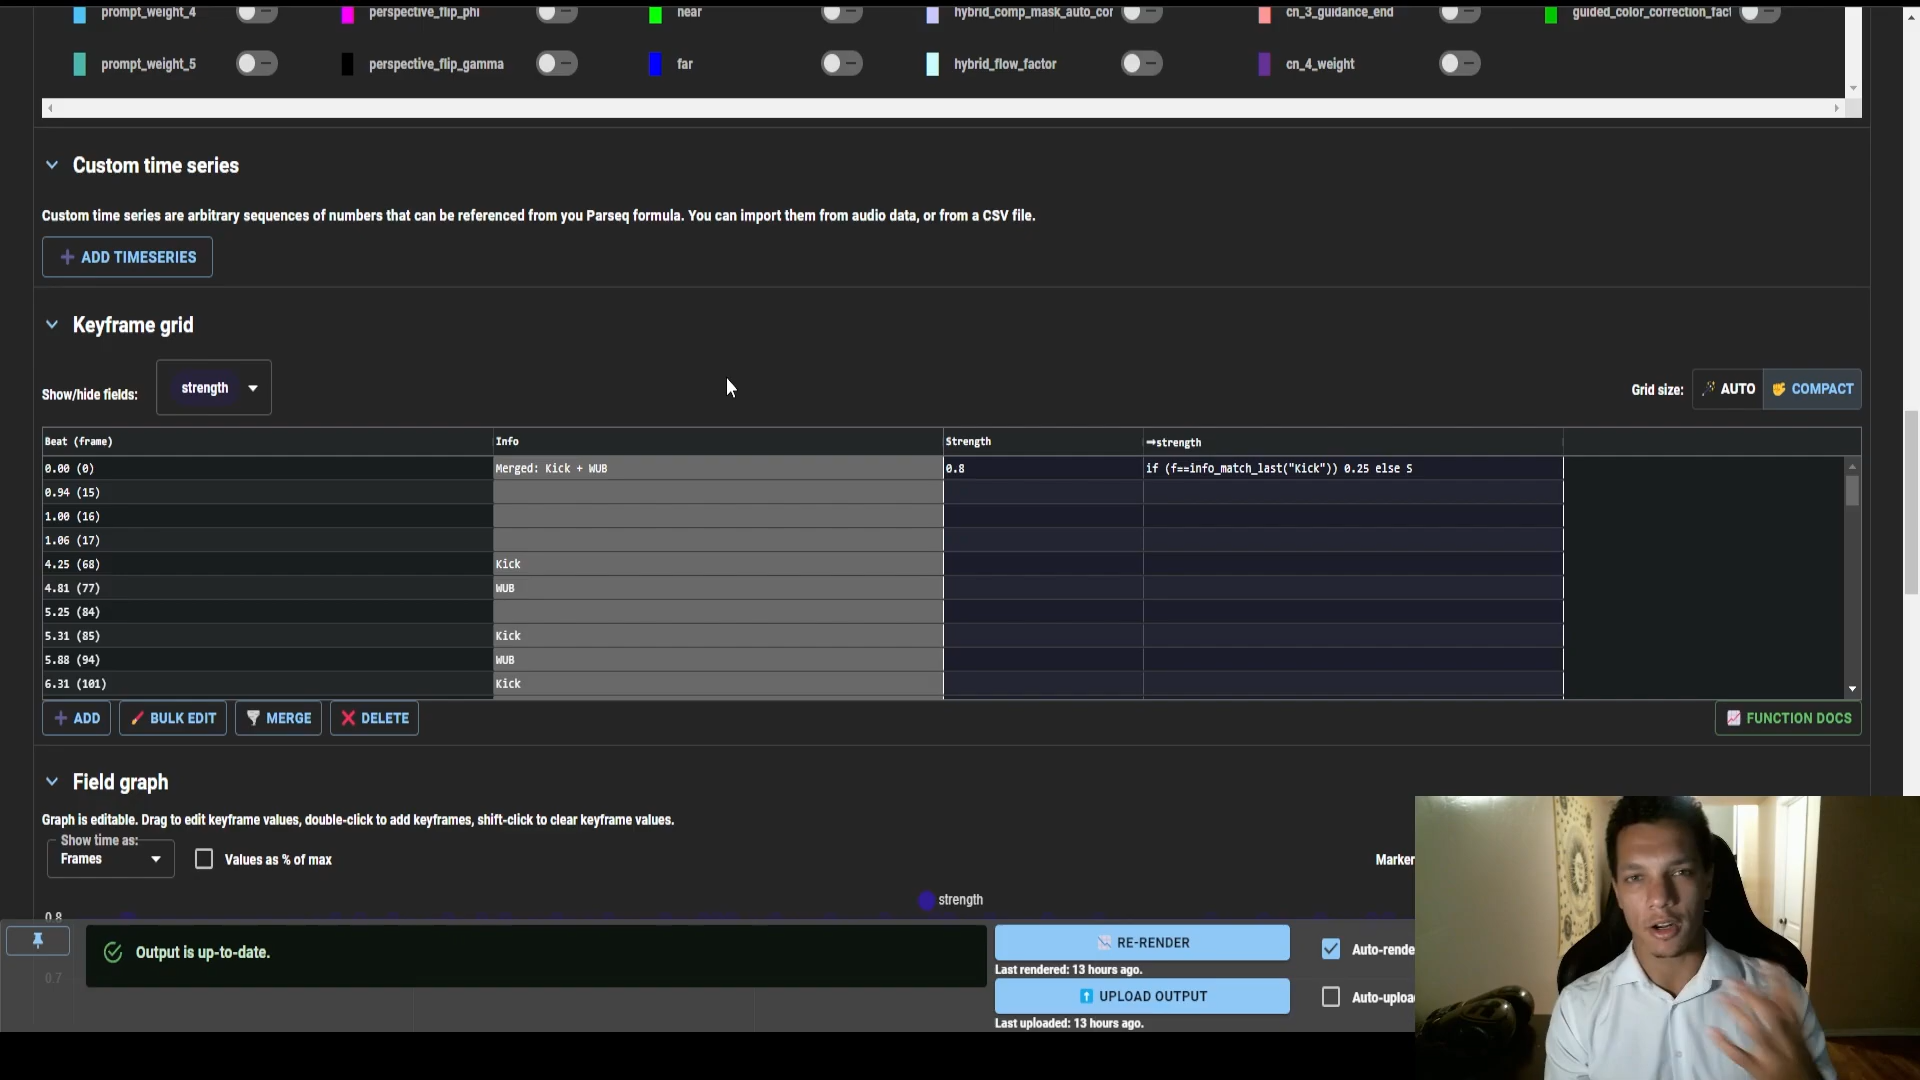 prompt_weight_4 perspective_flip_phi near hybrid_comp_mask_auto_cor cn_3_guidance_end guided_color_correction_fact
prompt_weight_5 perspective_flip_gamma far hybrid_flow_factor cn_4_weight
Custom time series
Custom time series are arbitrary sequences of numbers that can be referenced from you Parseq formula. You can import them from audio data, or from a CSV file.
ADD TIMESERIES
Keyframe grid
Show/hide fields: strength Grid size: AUTO COMPACT
Beat (frame) Info Strength →strength
0.00 (0) Merged: Kick + WUB 0.8 if (f==info_match_last("Kick")) 0.25 else S
0.94 (15)
1.00 (16)
1.06 (17)
4.25 (68) Kick
4.81 (77) WUB
5.25 (84)
5.31 (85) Kick
5.88 (94) WUB
6.31 (101) Kick
ADD BULK EDIT MERGE DELETE FUNCTION DOCS
Field graph
Graph is editable. Drag to edit keyframe values, double-click to add keyframes, shift-click to clear keyframe values.
Show time as:
Frames Values as % of max Marker
strength
0.8
Output is up-to-date. RE-RENDER Auto-rende
Last rendered: 13 hours ago.
0.7
UPLOAD OUTPUT Auto-uploa
Last uploaded: 13 hours ago.